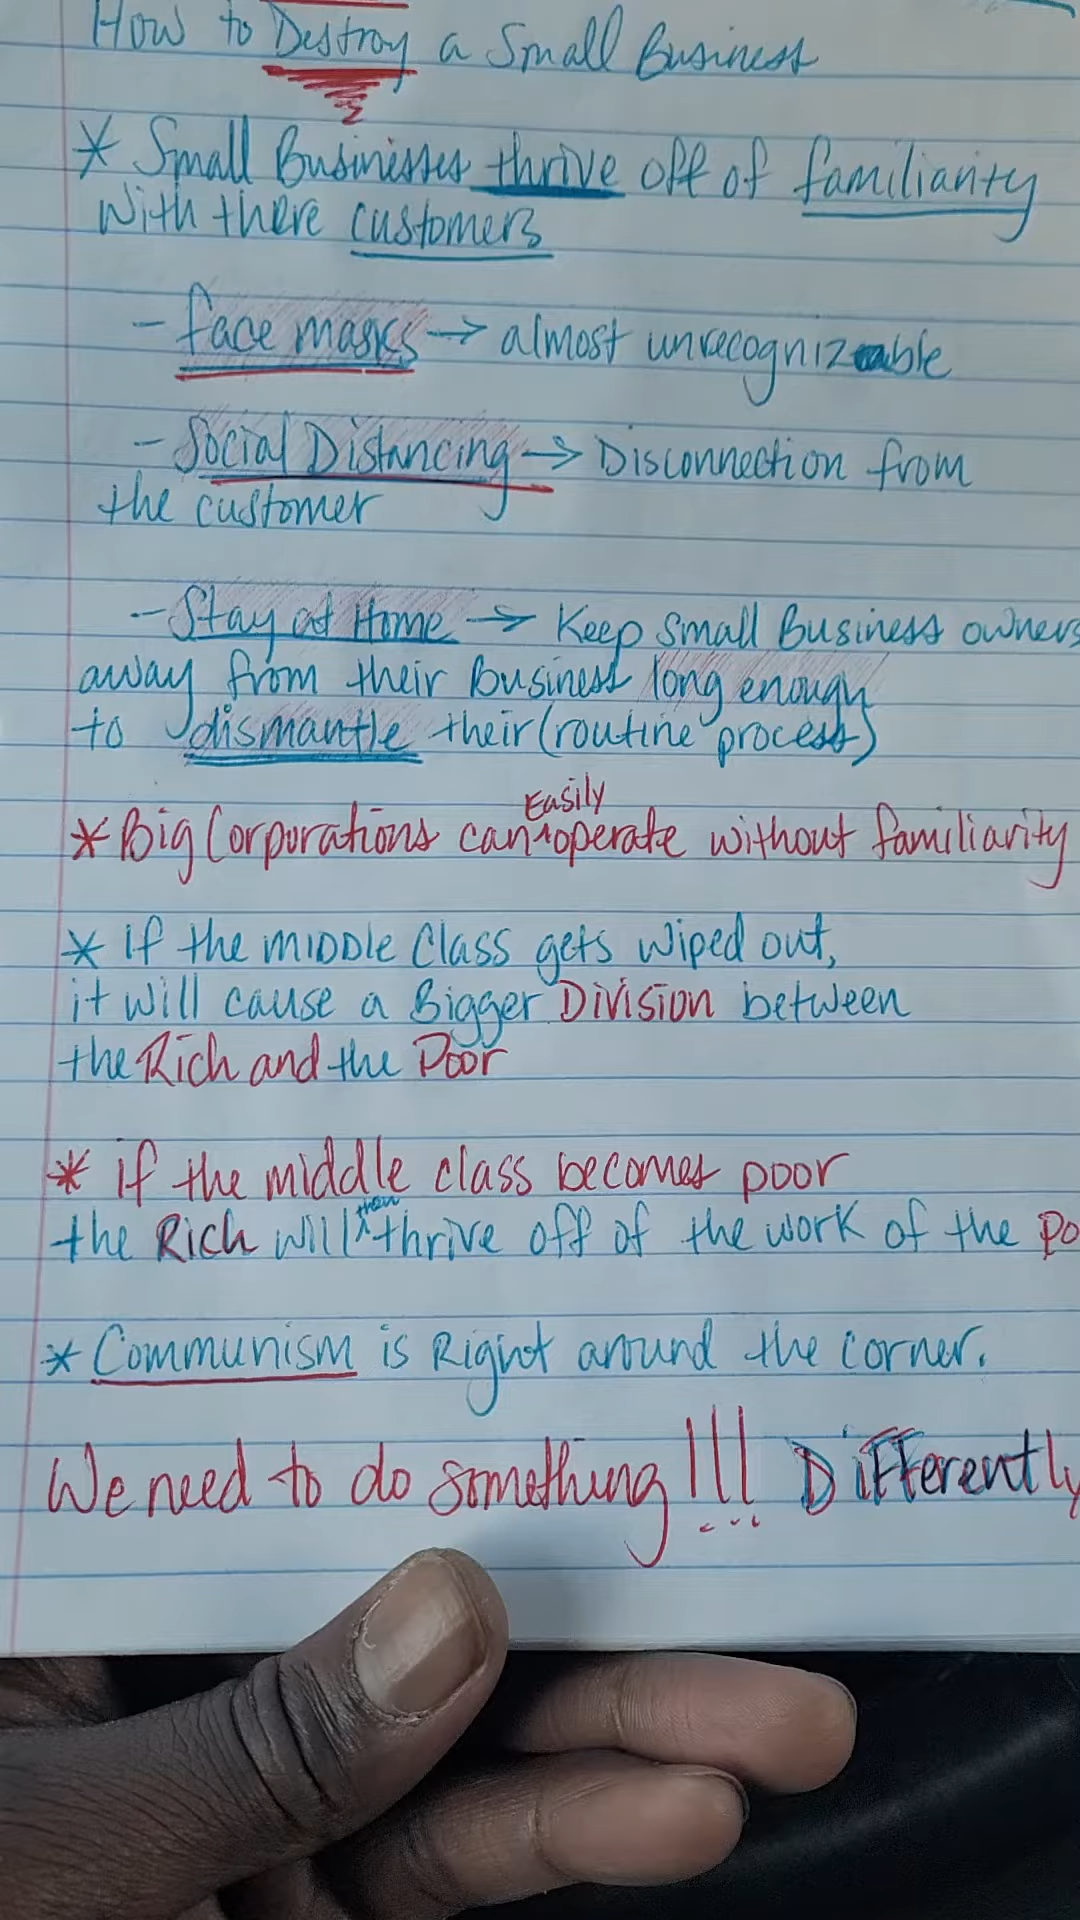 How to Destroy a Small Business
* Small Businesses thrive off of familiarity
with there customers
- face masks → almost unrecognizable
- Social Distancing → Disconnection from
the customer
- Stay at Home → Keep Small Business owners
away from their Business long enough
to dismantle their (routine process)
Easily
* Big Corporations can ^ operate without familiarity
* if the middle Class gets wiped out,
it will cause a Bigger Division between
the Rich and the Poor
* if the middle class becomes poor
then
the Rich will ^ thrive off of the work of the Po
* Communism is Right around the corner.
We need to do something!!! Differently